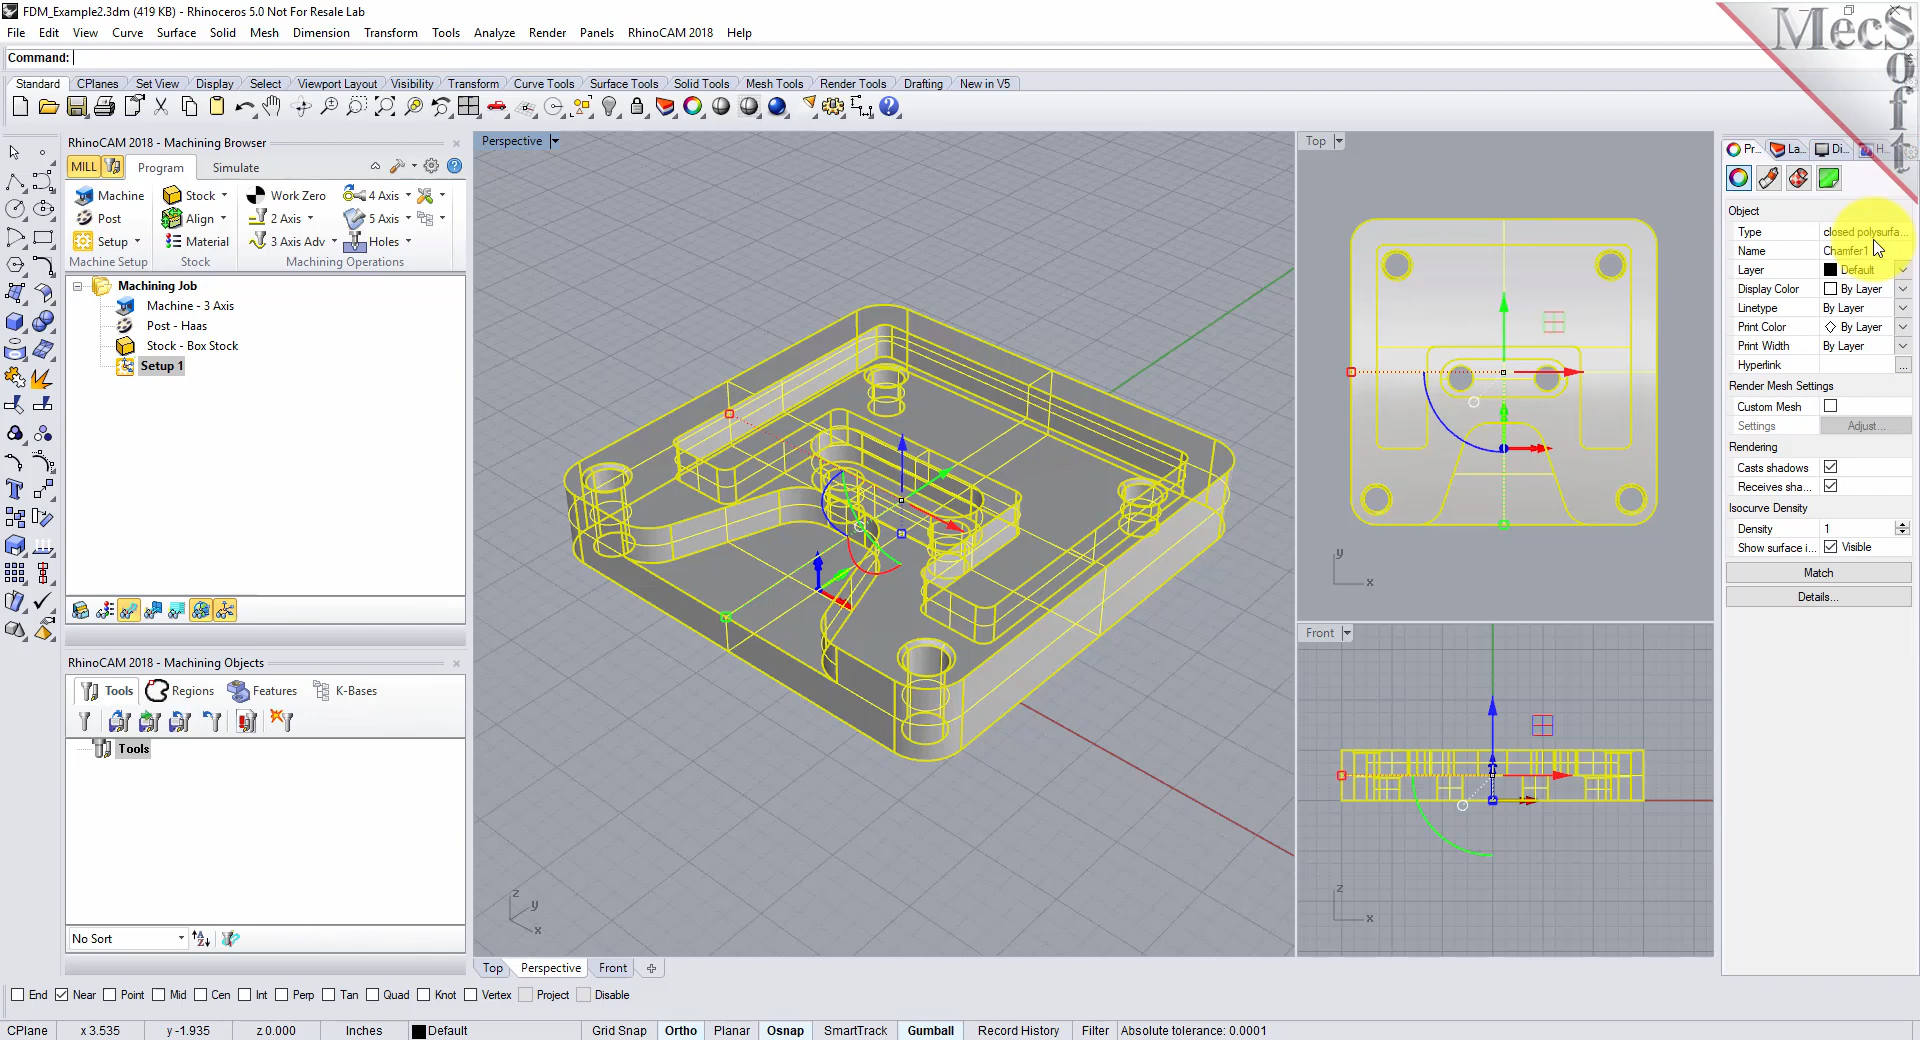 FDM_Example2.3dm (419 KB) - Rhinoceros 5.0 Not For Resale Lab
File Edit View Curve Surface Solid Mesh Dimension Transform Tools Analyze Render Panels RhinoCAM 2018 Help
MecSoft
Command:
Standard CPlanes Set View Display Select Viewport Layout Visibility Transform Curve Tools Surface Tools Solid Tools Mesh Tools Render Tools Drafting New in V5
RhinoCAM 2018 - Machining Browser
MILL Program Simulate
Machine Stock Work Zero 4 Axis
Post Align 2 Axis 5 Axis
Setup Material 3 Axis Adv Holes
Machine Setup Stock Machining Operations
Machining Job
Machine - 3 Axis
Post - Haas
Stock - Box Stock
Setup 1
RhinoCAM 2018 - Machining Objects
Tools Regions Features K-Bases
Tools
No Sort
Perspective
z
y
x
Top
y
x
Front
z
x
Pr... La... Di... H...
Object
Type closed polysurfa...
Name Chamfer1
Layer Default
Display Color By Layer
Linetype By Layer
Print Color By Layer
Print Width By Layer
Hyperlink ...
Render Mesh Settings
Custom Mesh
Settings Adjust...
Rendering
Casts shadows
Receives sha...
Isocurve Density
Density 1
Show surface i... Visible
Match
Details...
Top Perspective Front
End Near Point Mid Cen Int Perp Tan Quad Knot Vertex Project Disable
CPlane x 3.535 y -1.935 z 0.000 Inches Default Grid Snap Ortho Planar Osnap SmartTrack Gumball Record History Filter Absolute tolerance: 0.0001